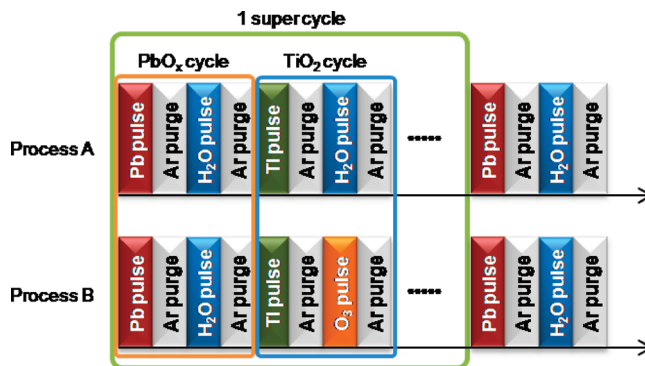 1 supercycle
PbOₓ cycle
TiO₂ cycle
Process A
Pb pulse
Ar purge
H₂O pulse
Ar purge
TI pulse
Ar purge
H₂O pulse
Ar purge
Pb pulse
Ar purge
H₂O pulse
Ar purge
Process B
Pb pulse
Ar purge
H₂O pulse
Ar purge
TI pulse
Ar purge
O₃ pulse
Ar purge
Pb pulse
Ar purge
H₂O pulse
Ar purge